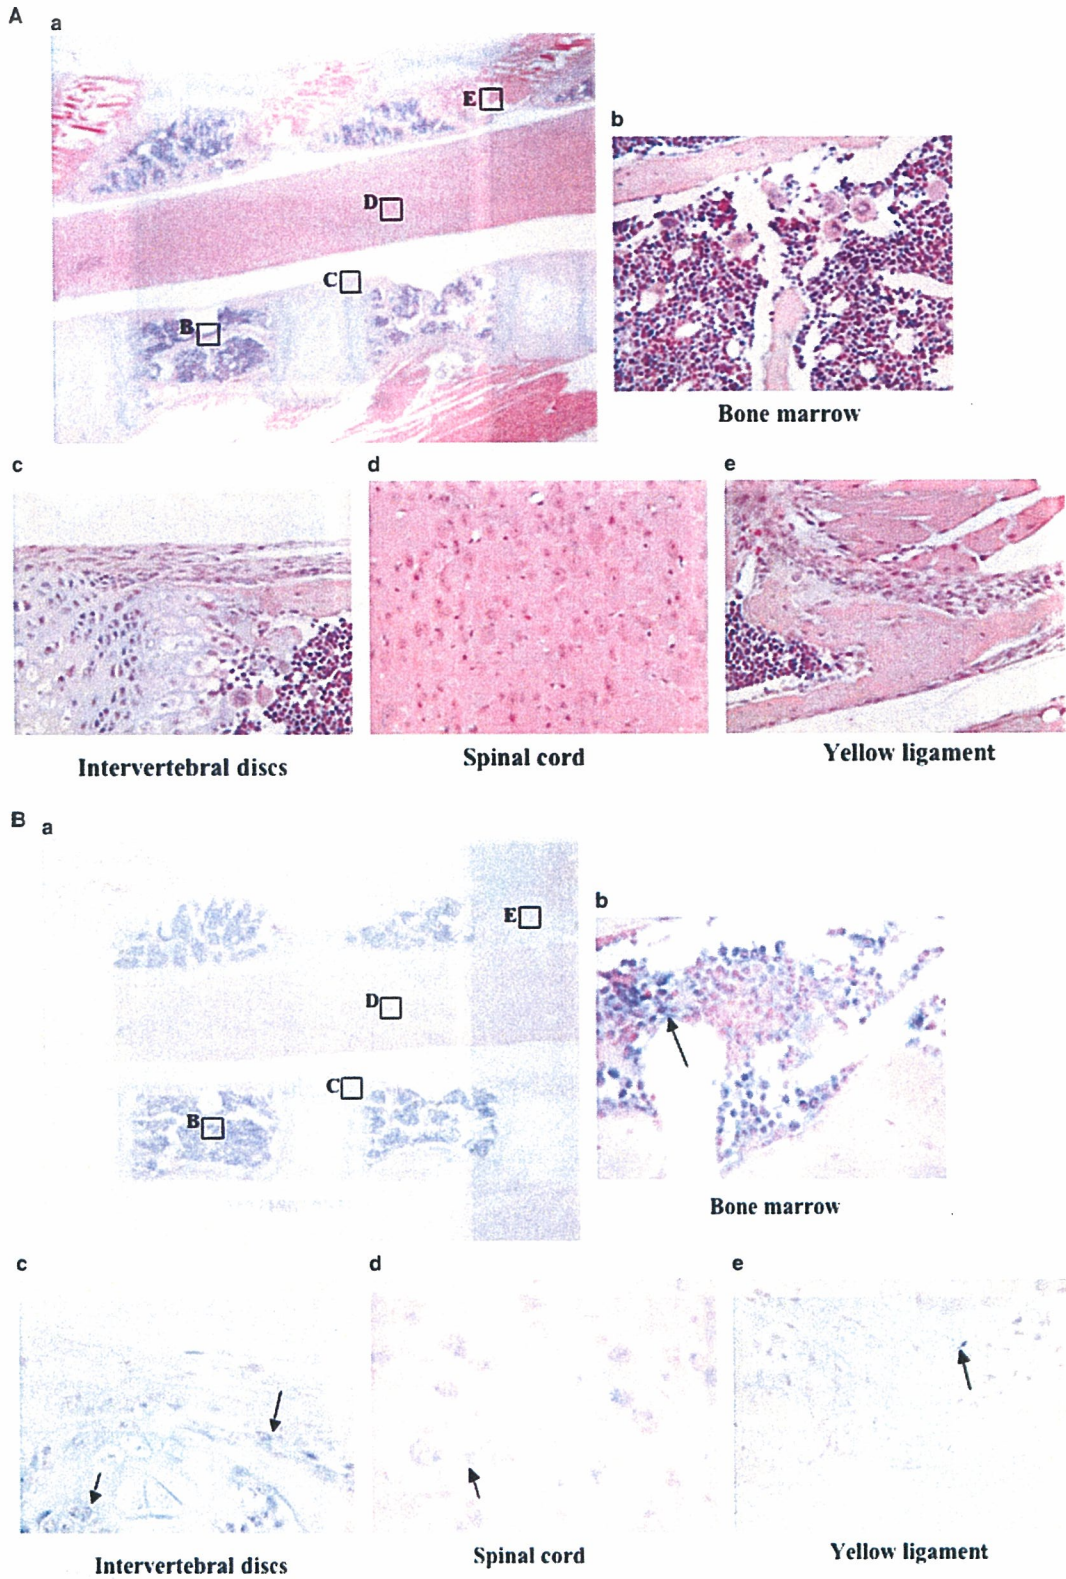 A
a
E
D
C
B
b
Bone marrow
c
d
e
Intervertebral discs
Spinal cord
Yellow ligament
B
a
E
D
C
B
b
Bone marrow
c
d
e
Intervertebral discs
Spinal cord
Yellow ligament